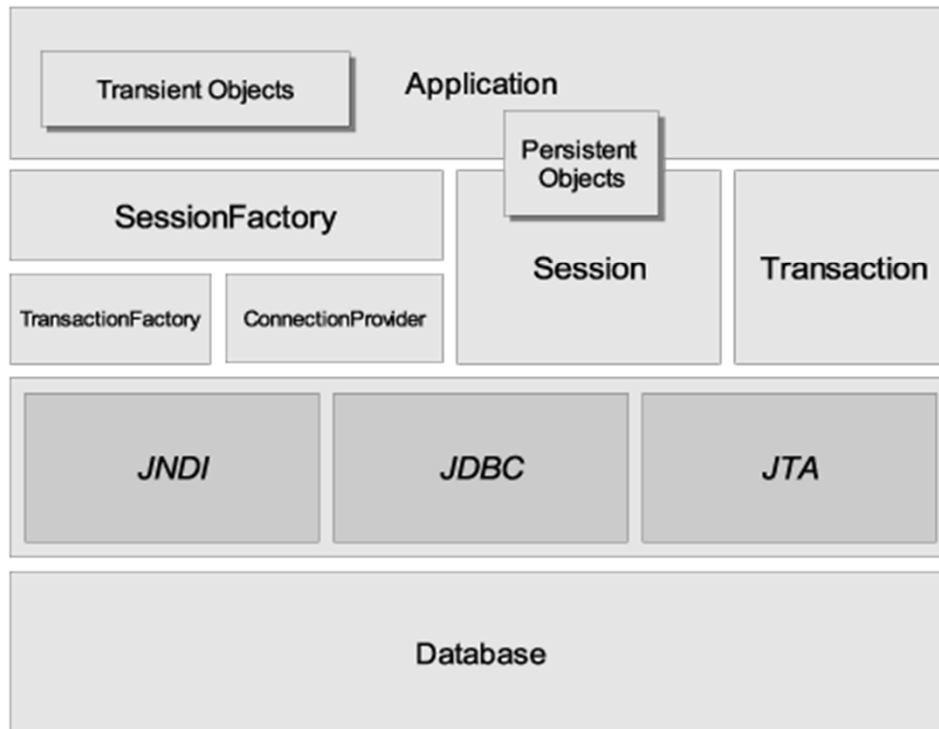 Transient Objects
Application
Persistent
Objects
SessionFactory
Session
Transaction
TransactionFactory
ConnectionProvider
JNDI
JDBC
JTA
Database